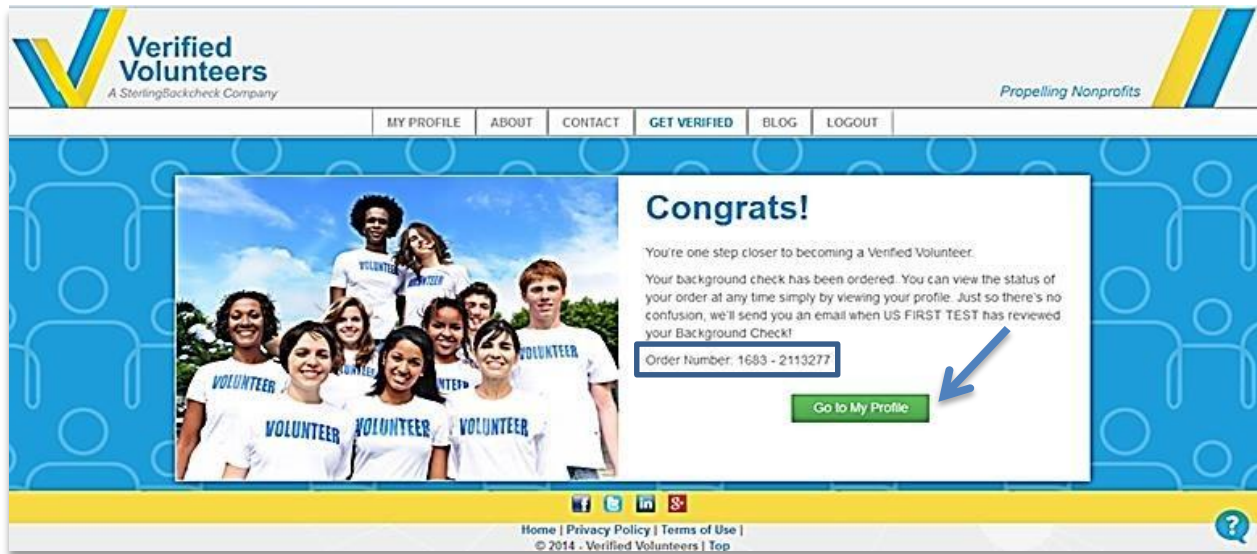 Verified
Volunteers
A SterlingBackcheck Company
Propelling Nonprofits
MY PROFILE ABOUT CONTACT GET VERIFIED BLOG LOGOUT
Congrats!
You're one step closer to becoming a Verified Volunteer.
Your background check has been ordered. You can view the status of
your order at any time simply by viewing your profile. Just so there's no
confusion, we'll send you an email when US FIRST TEST has reviewed
your Background Check!
Order Number: 1683 - 2113277
Go to My Profile
VOLUNTEER
VOLUNTEER
VOLUNTEER
VOLUNTEER
VOLUNTEER
VOLUNTEER
Home | Privacy Policy | Terms of Use |
© 2014 - Verified Volunteers | Top
?